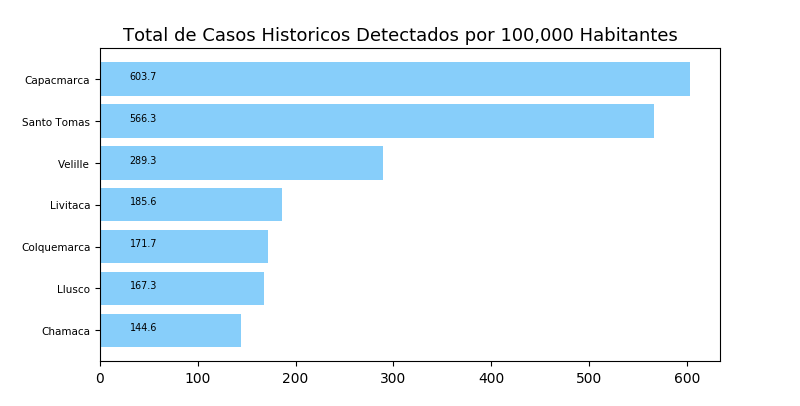 Total de Casos Historicos Detectados por 100,000 Habitantes
Capacmarca 603.7
Santo Tomas 566.3
Velille 289.3
Livitaca 185.6
Colquemarca 171.7
Llusco 167.3
Chamaca 144.6
0 100 200 300 400 500 600